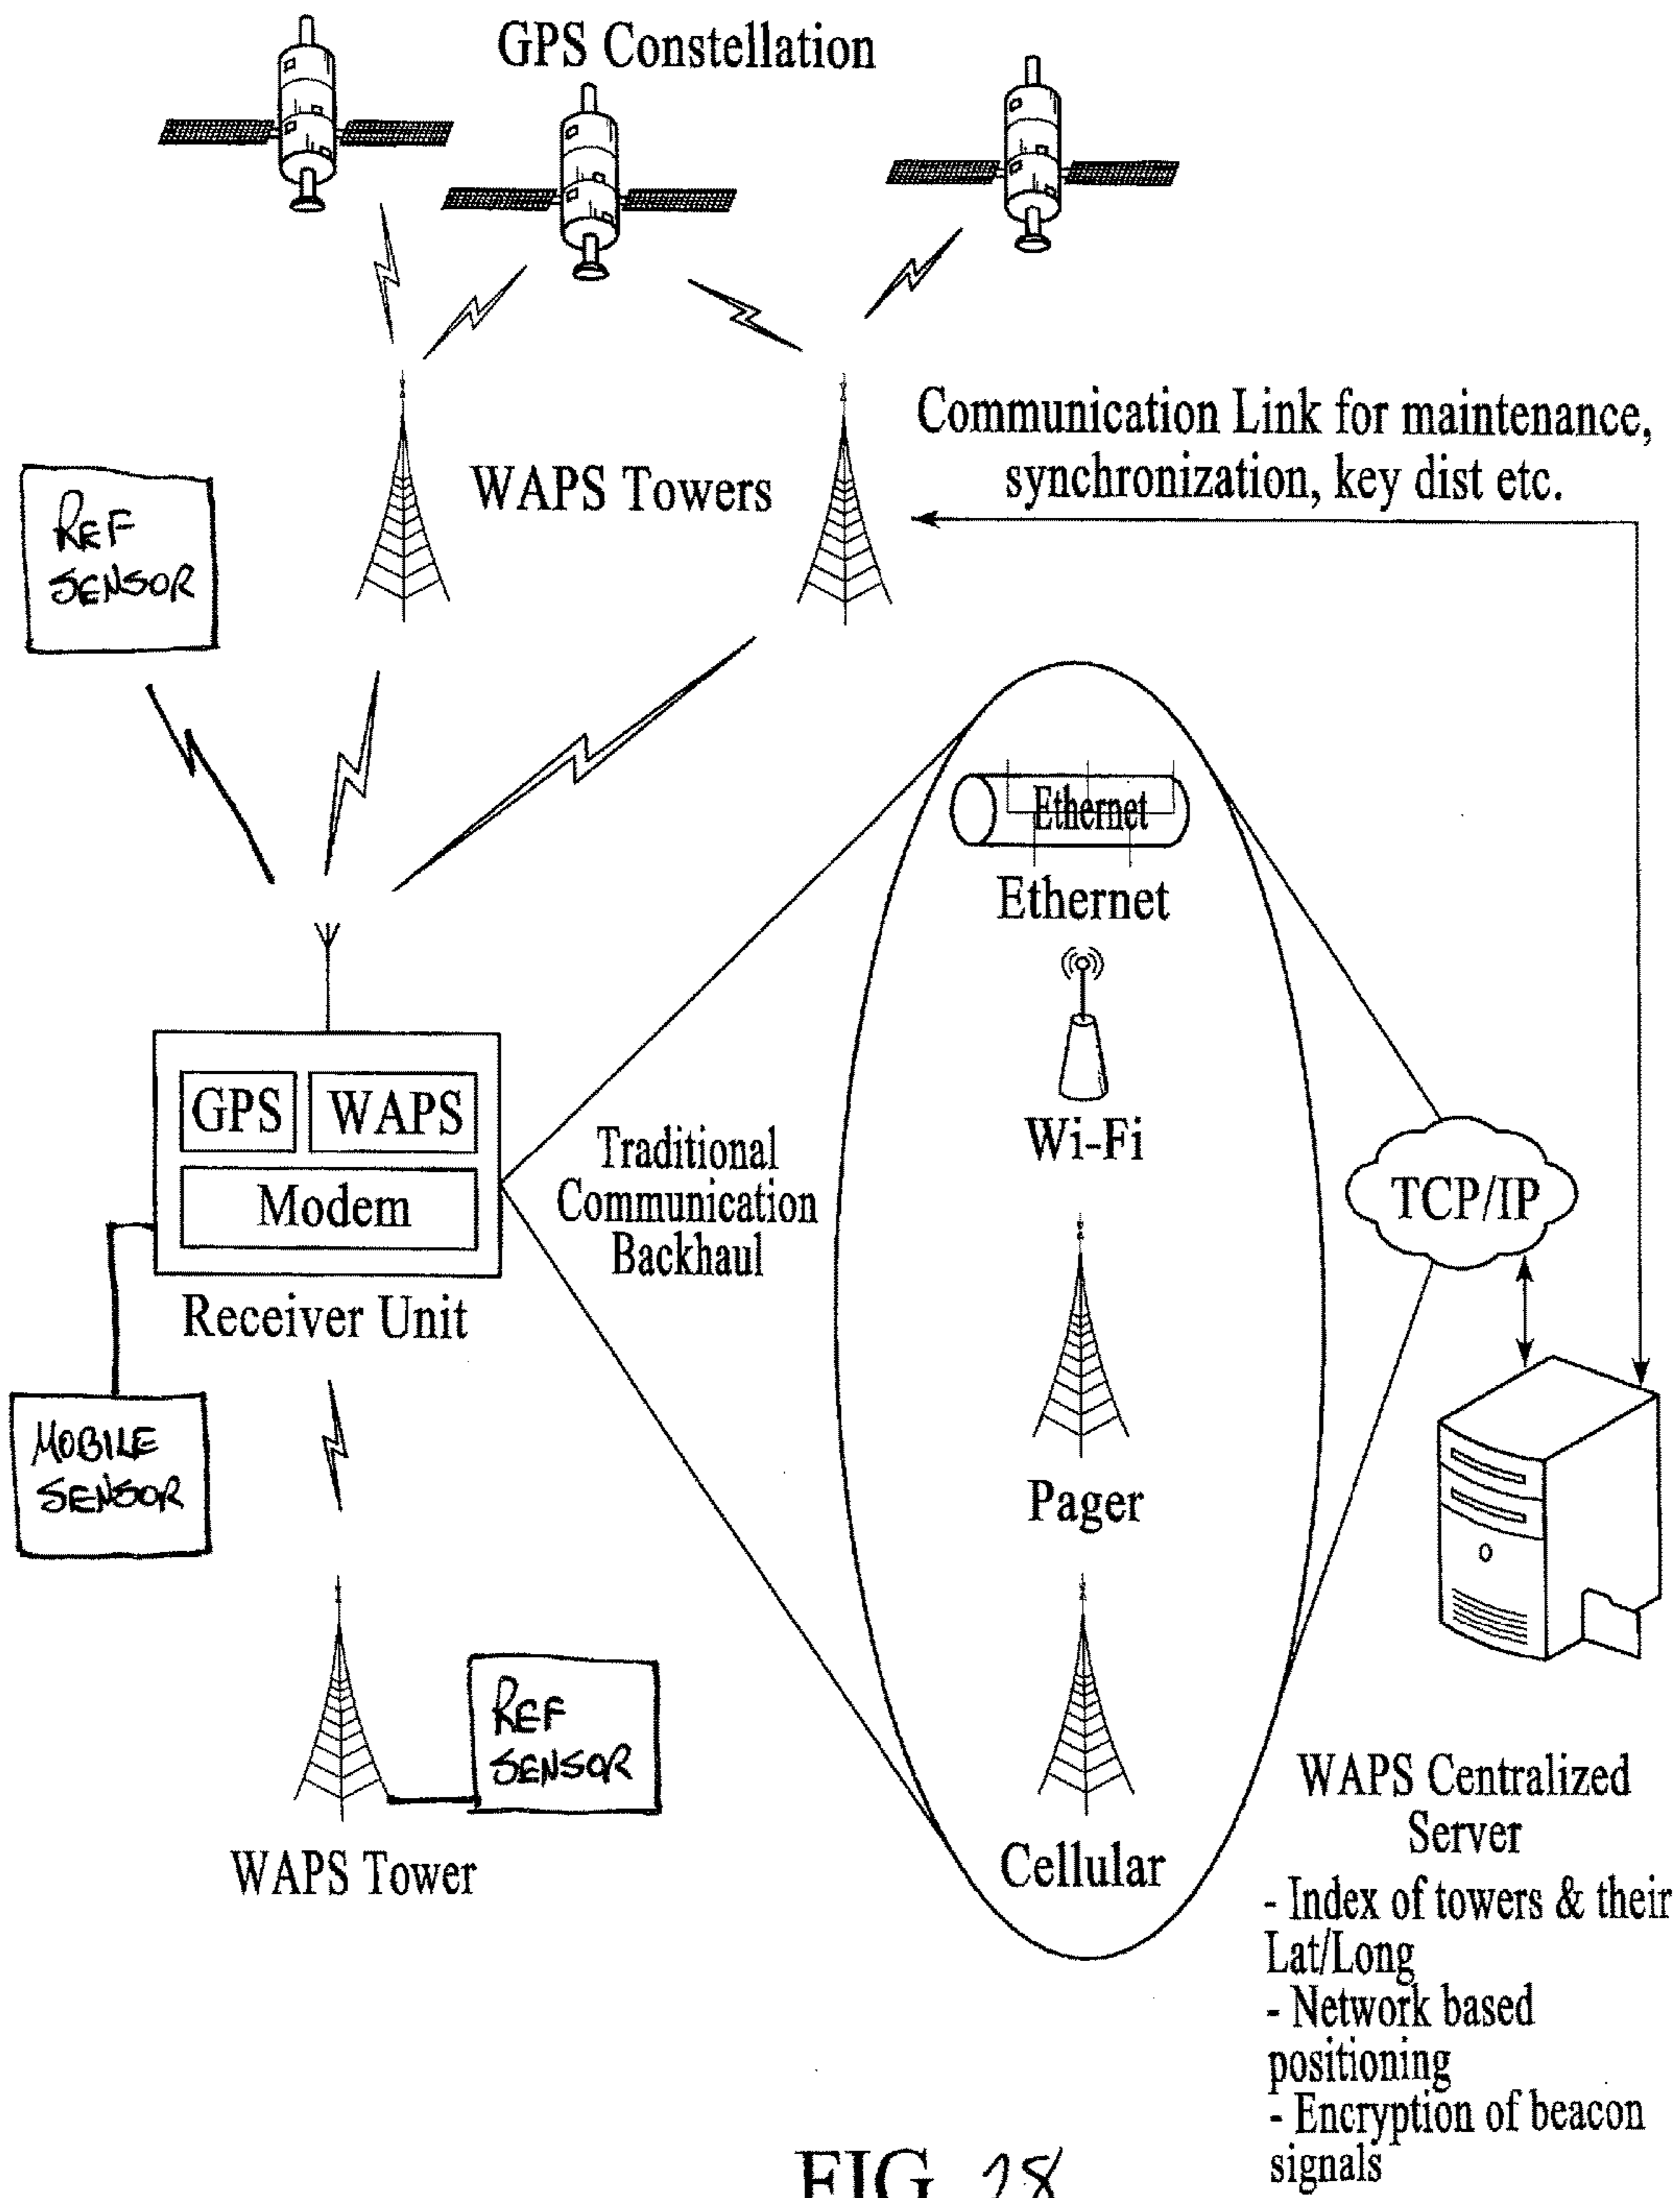 GPS Constellation
Communication Link for maintenance,
synchronization, key dist etc.
WAPS Towers
REF
SENSOR
Ethernet
Ethernet
Wi-Fi
GPS
WAPS
Modem
Receiver Unit
Traditional
Communication
Backhaul
TCP/IP
MOBILE
SENSOR
Pager
REF
SENSOR
WAPS Tower
Cellular
WAPS Centralized
Server
- Index of towers & their
Lat/Long
- Network based
positioning
- Encryption of beacon
signals
FIG. 28